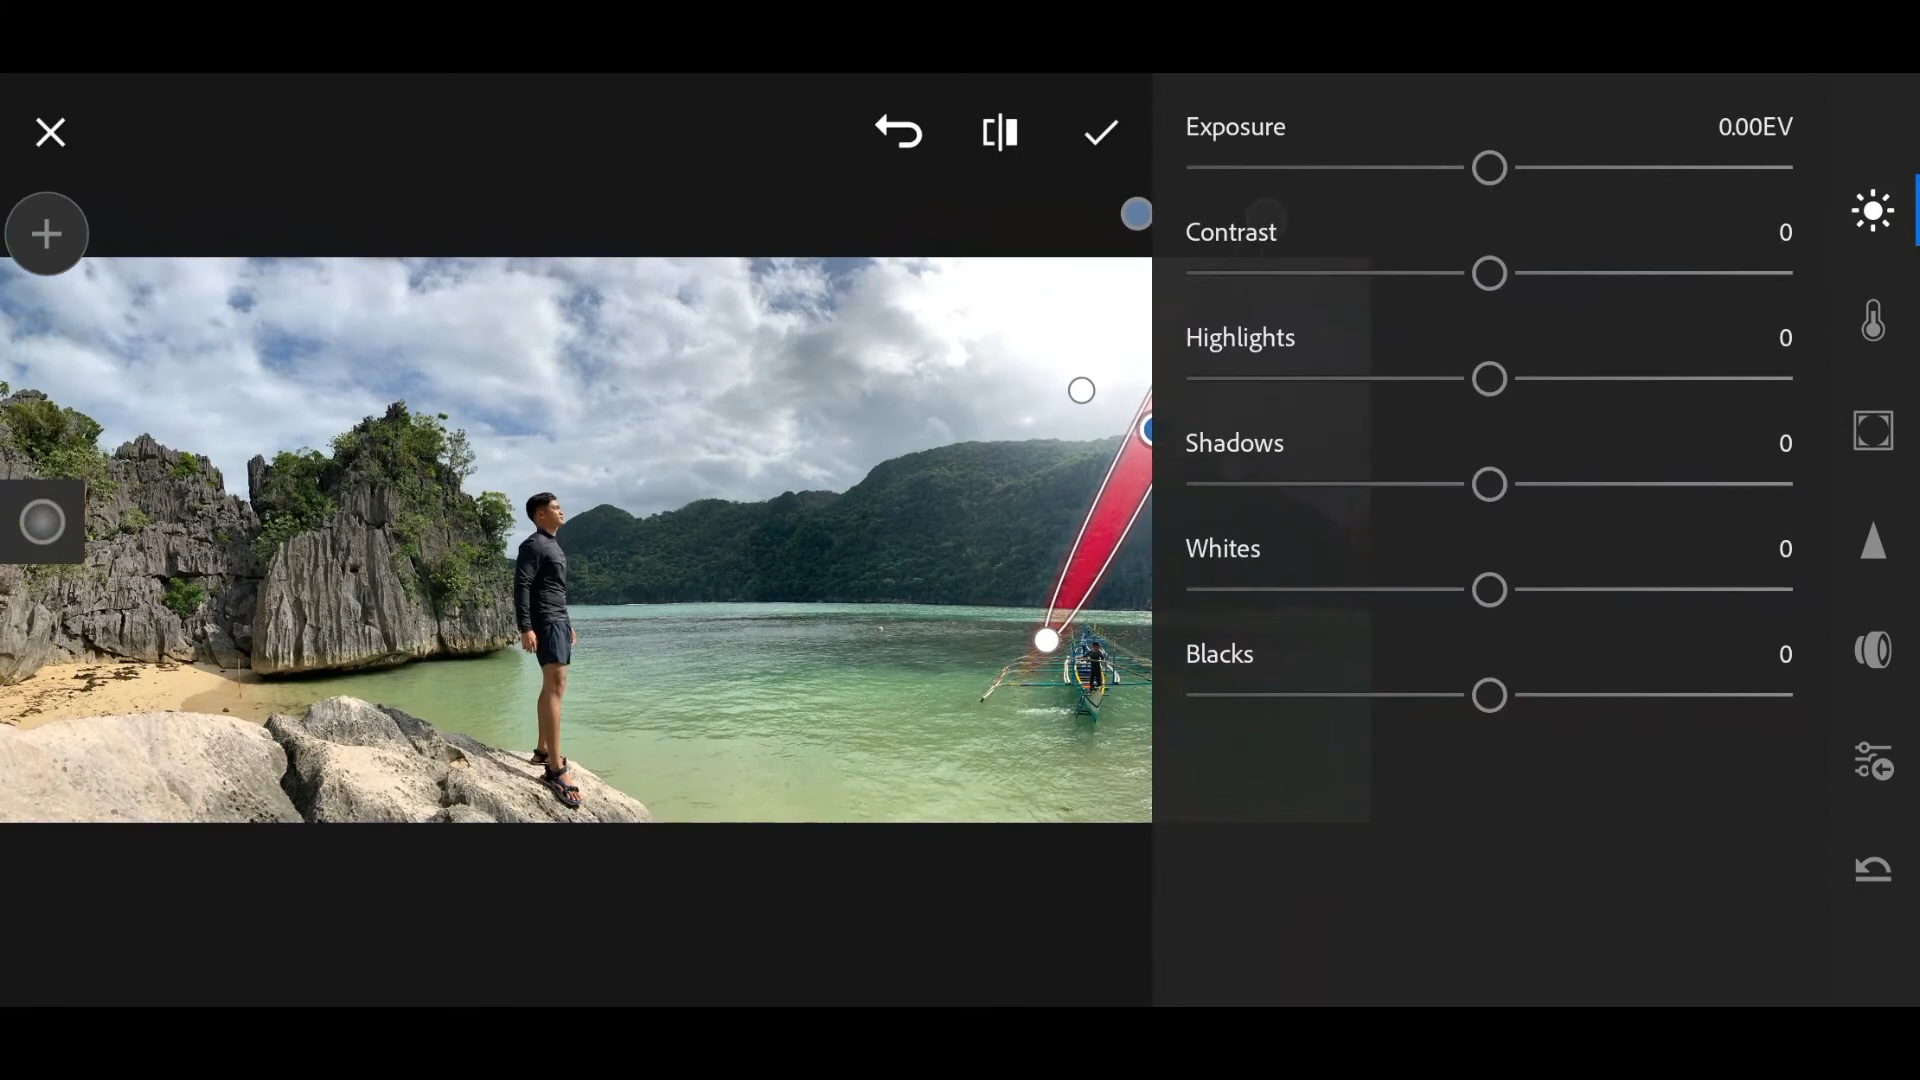 Exposure 0.00EV
Contrast 0
Highlights 0
Shadows 0
Whites 0
Blacks 0